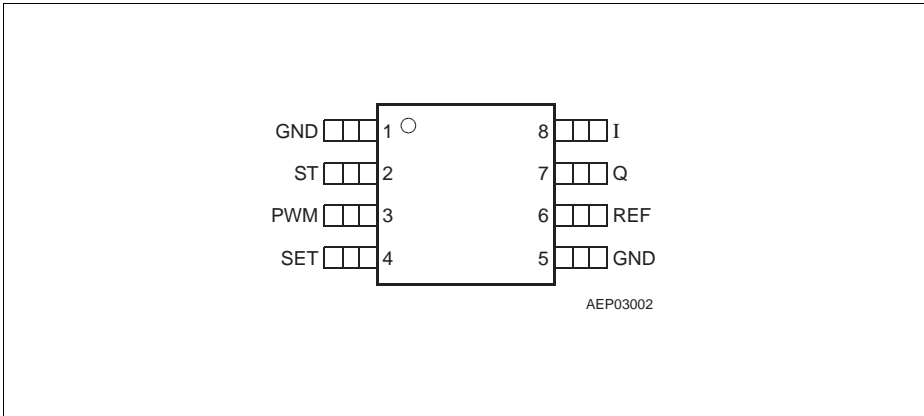 GND 1 8 I
ST 2 7 Q
PWM 3 6 REF
SET 4 5 GND
AEP03002